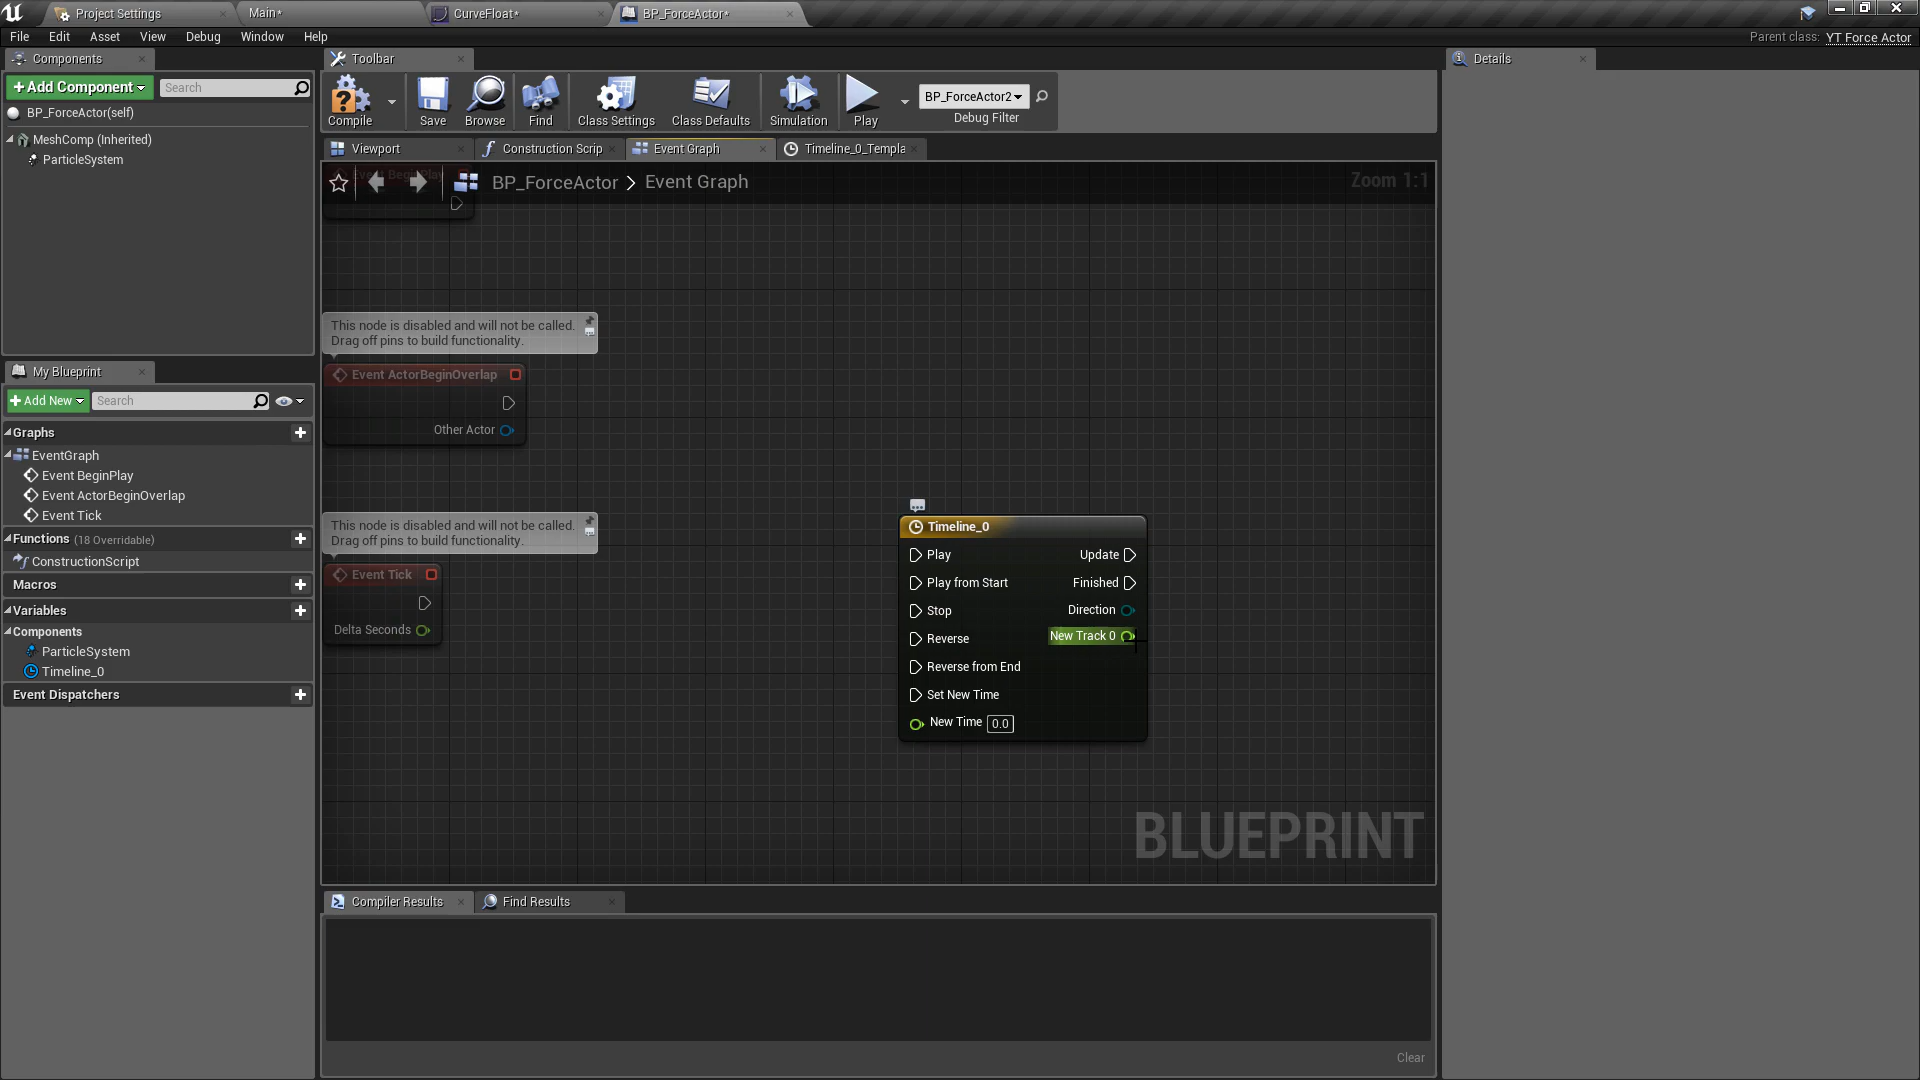 Project Settings
Main*
CurveFloat*
BP_ForceActor*
File Edit Asset View Debug Window Help
Parent class: YT Force Actor
Components
Toolbar
Details
Add Component
Search
BP_ForceActor(self)
MeshComp (Inherited)
ParticleSystem
Compile
Save
Browse
Find
Class Settings
Class Defaults
Simulation
Play
BP_ForceActor2
Debug Filter
Viewport
Construction Scrip
Event Graph
Timeline_0_Templa
Event BeginPlay
BP_ForceActor > Event Graph
Zoom 1:1
This node is disabled and will not be called.
Drag off pins to build functionality.
Event ActorBeginOverlap
Other Actor
This node is disabled and will not be called.
Drag off pins to build functionality.
Event Tick
Delta Seconds
Timeline_0
Play
Update
Play from Start
Finished
Stop
Direction
Reverse
New Track 0
Reverse from End
Set New Time
New Time 0.0
BLUEPRINT
My Blueprint
Add New
Search
Graphs
EventGraph
Event BeginPlay
Event ActorBeginOverlap
Event Tick
Functions (18 Overridable)
ConstructionScript
Macros
Variables
Components
ParticleSystem
Timeline_0
Event Dispatchers
Compiler Results
Find Results
Clear